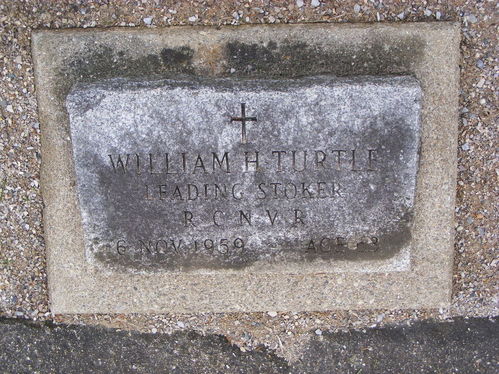 WILLIAM H. TURTLE
LEADING STOKER
R.C.N.V.R.
6 NOV. 1959 AGE